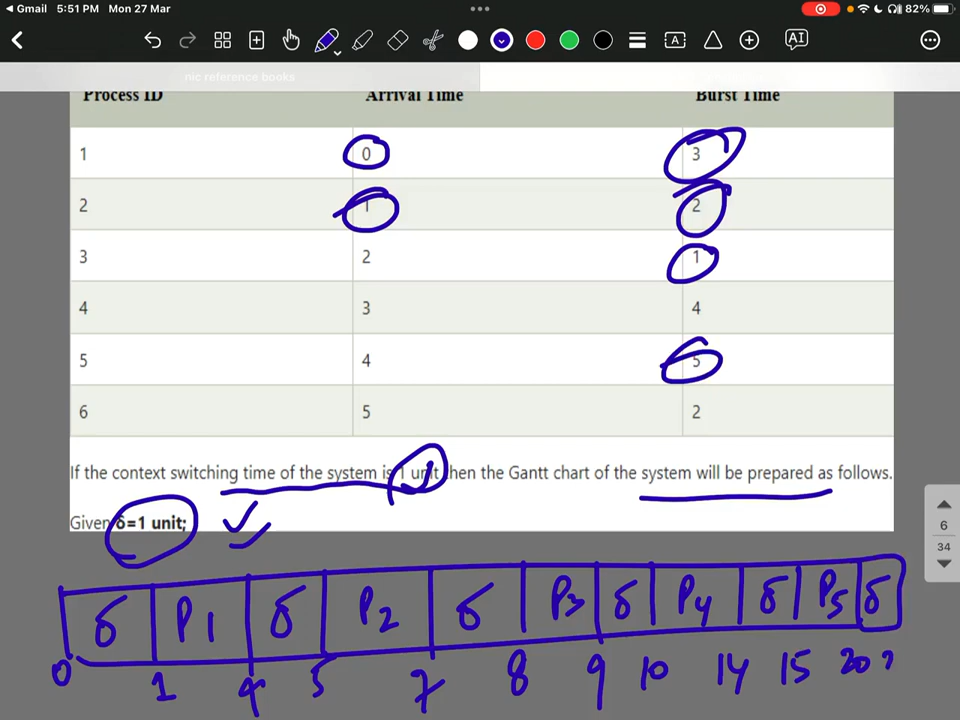 Gmail 5:51 PM Mon 27 Mar 82%
A AI
nic reference books
Process ID Arrival Time Burst Time
1 0 3
2 1 2
3 2 1
4 3 4
5 4 5
6 5 2
If the context switching time of the system is 1 unit then the Gantt chart of the system will be prepared as follows.
Given δ=1 unit;
6
34
δ P1 δ P2 δ P3 δ P4 δ P5 δ
0 1 4 5 7 8 9 10 14 15 20